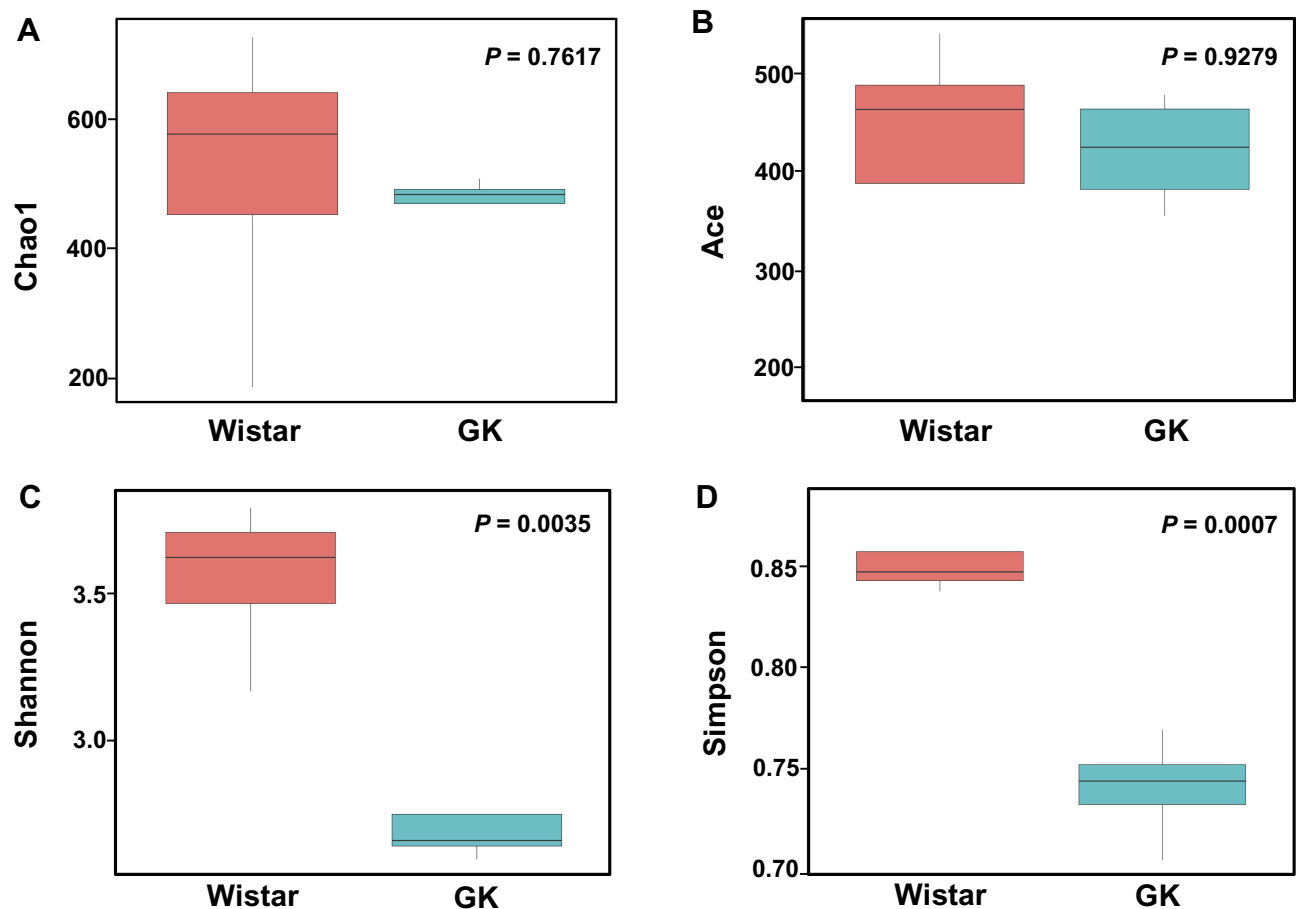 A
P = 0.7617
Chao1
600
400
200
Wistar GK
B
P = 0.9279
Ace
500
400
300
200
Wistar GK
C
P = 0.0035
Shannon
3.5
3.0
Wistar GK
D
P = 0.0007
Simpson
0.85
0.80
0.75
0.70
Wistar GK